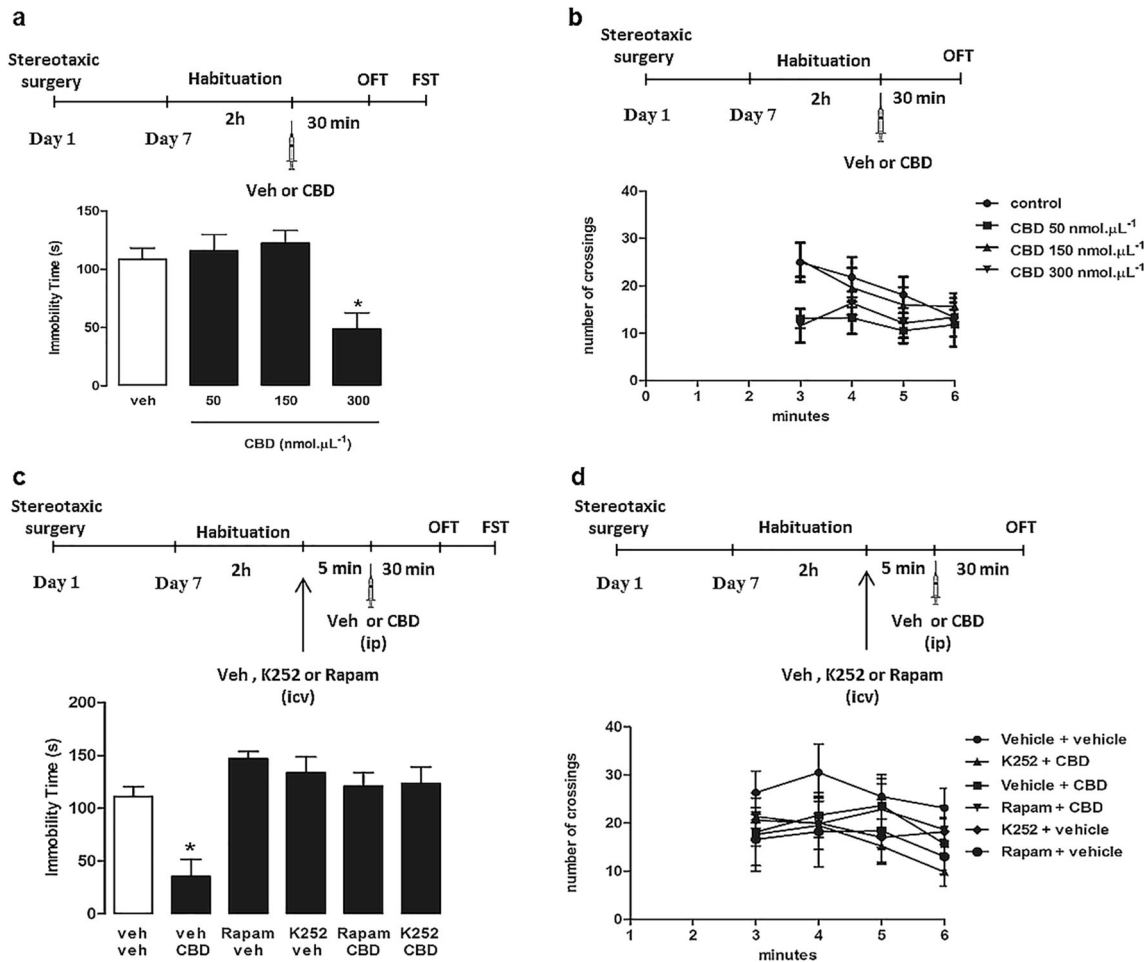 a
Stereotaxic
surgery
Habituation
OFT
FST
Day 1
Day 7
2h
30 min
Veh or CBD
Immobility Time (s)
150
100
50
0
veh
50
150
300
*
CBD (nmol.µL⁻¹)
b
Stereotaxic
surgery
Habituation
OFT
Day 1
Day 7
2h
30 min
Veh or CBD
number of crossings
40
30
20
10
0
0
1
2
3
4
5
6
minutes
control
CBD 50 nmol.µL⁻¹
CBD 150 nmol.µL⁻¹
CBD 300 nmol.µL⁻¹
c
Stereotaxic
surgery
Habituation
OFT
FST
Day 1
Day 7
2h
5 min
30 min
Veh or CBD
(ip)
Veh , K252 or Rapam
(icv)
Immobility Time (s)
200
150
100
50
0
*
veh
veh
veh
CBD
Rapam
veh
K252
veh
Rapam
CBD
K252
CBD
d
Stereotaxic
surgery
Habituation
OFT
Day 1
Day 7
2h
5 min
30 min
Veh or CBD
(ip)
Veh , K252 or Rapam
(icv)
number of crossings
40
30
20
10
0
1
2
3
4
5
6
minutes
Vehicle + vehicle
K252 + CBD
Vehicle + CBD
Rapam + CBD
K252 + vehicle
Rapam + vehicle